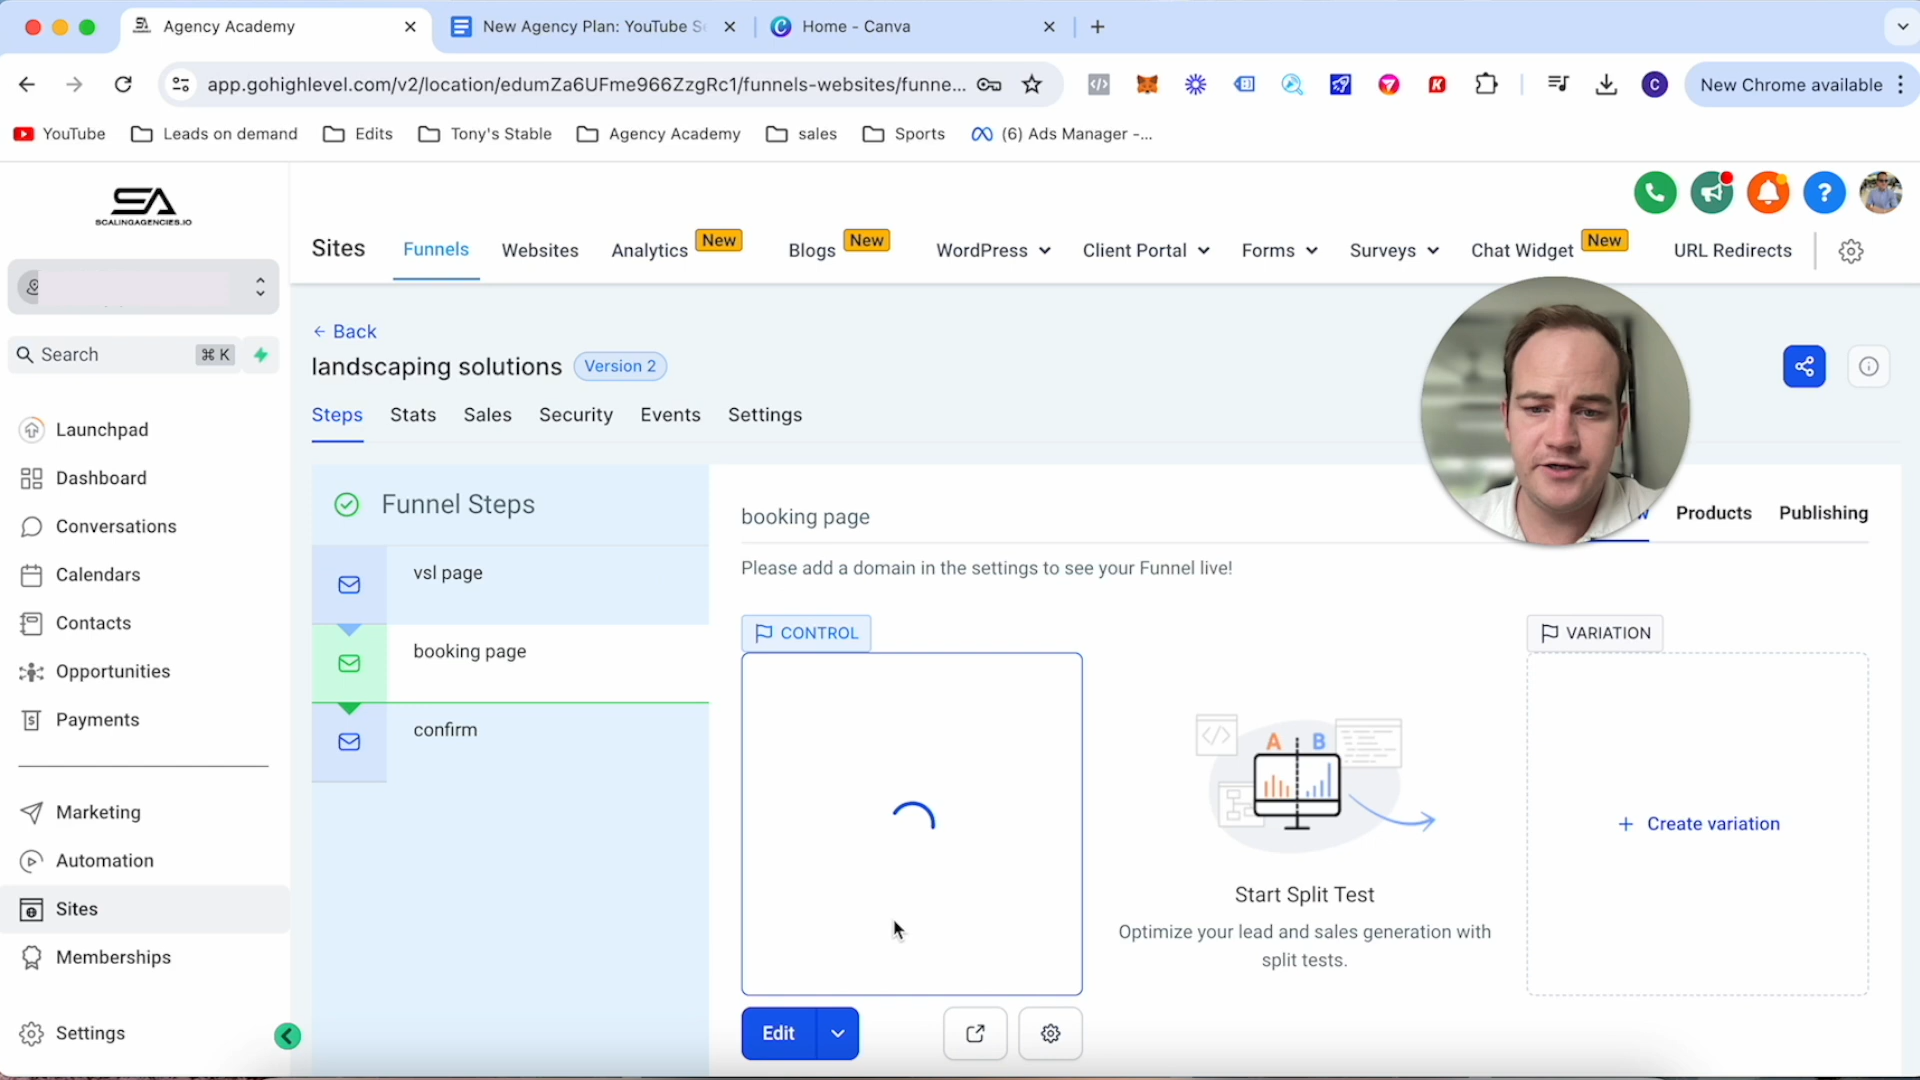 Agency Academy
New Agency Plan: YouTube S
Home - Canva
app.gohighlevel.com/v2/location/edumZa6UFme966ZzgRc1/funnels-websites/funne...
New Chrome available
YouTube
Leads on demand
Edits
Tony's Stable
Agency Academy
sales
Sports
(6) Ads Manager -...
SA
SCALINGAGENCIES.IO
Sites
Funnels
Websites
Analytics
New
Blogs
New
WordPress
Client Portal
Forms
Surveys
Chat Widget
New
URL Redirects
Search
⌘ K
Launchpad
Dashboard
Conversations
Calendars
Contacts
Opportunities
Payments
Marketing
Automation
Sites
Memberships
Settings
← Back
landscaping solutions
Version 2
Steps
Stats
Sales
Security
Events
Settings
Funnel Steps
vsl page
booking page
confirm
booking page
Products
Publishing
Please add a domain in the settings to see your Funnel live!
CONTROL
VARIATION
A B
+ Create variation
Start Split Test
Optimize your lead and sales generation with
split tests.
Edit